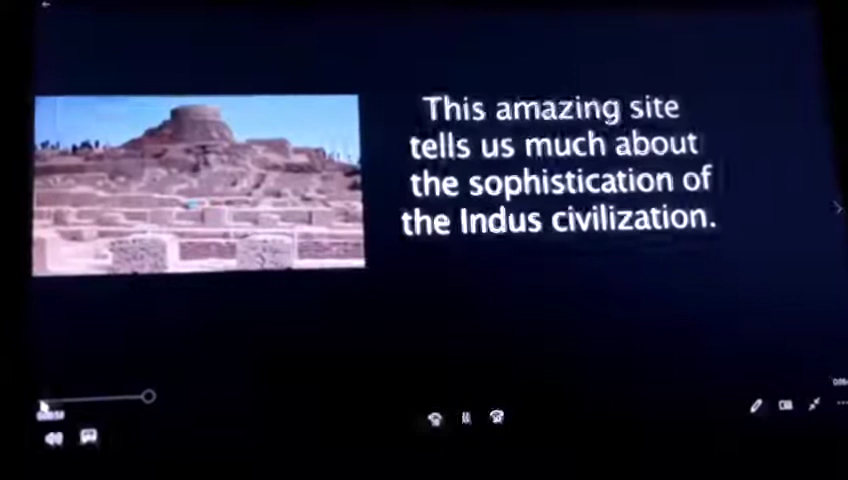 This amazing site
tells us much about
the sophistication of
the Indus civilization.